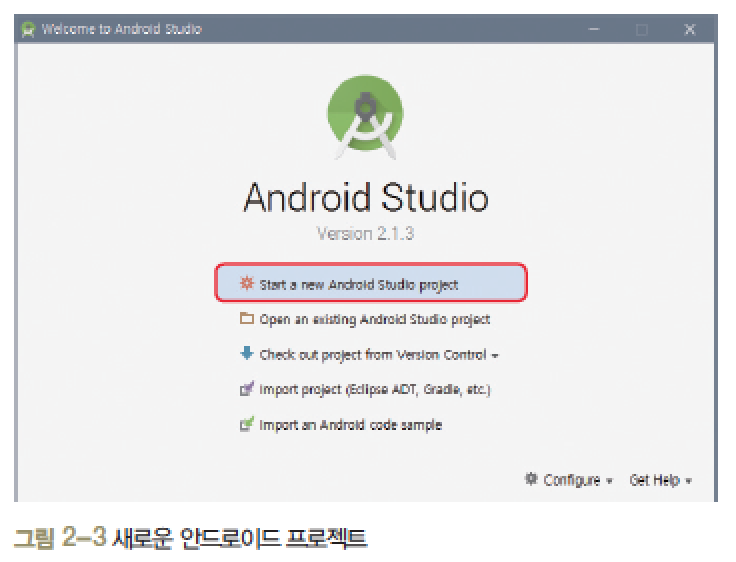 Welcome to Android Studio
Android Studio
Version 2.1.3
Start a new Android Studio project
Open an existing Android Studio project
Check out project from Version Control
Import project (Eclipse ADT, Gradle, etc.)
Import an Android code sample
Configure Get Help
그림 2-3 새로운 안드로이드 프로젝트